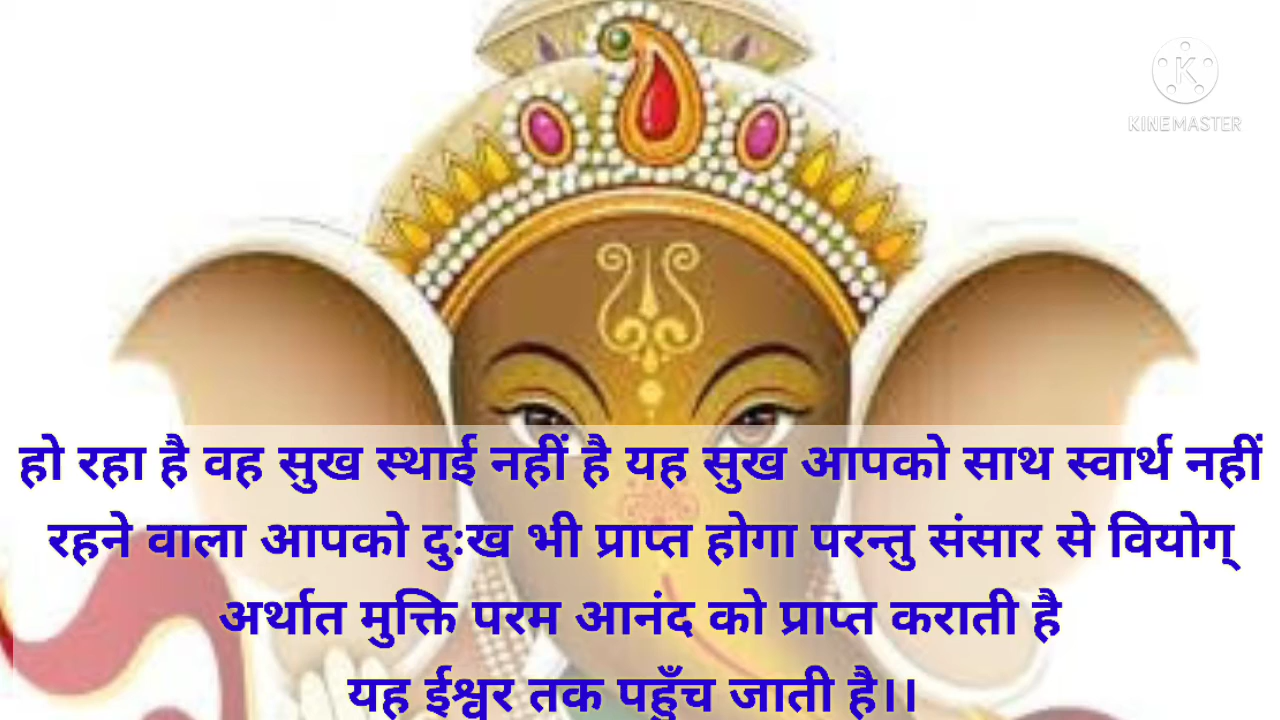 K
KINEMASTER
हो रहा है वह सुख स्थाई नहीं है यह सुख आपको साथ स्वार्थ नहीं
रहने वाला आपको दुःख भी प्राप्त होगा परन्तु संसार से वियोग्
अर्थात मुक्ति परम आनंद को प्राप्त कराती है
यह ईश्वर तक पहुँच जाती है।।